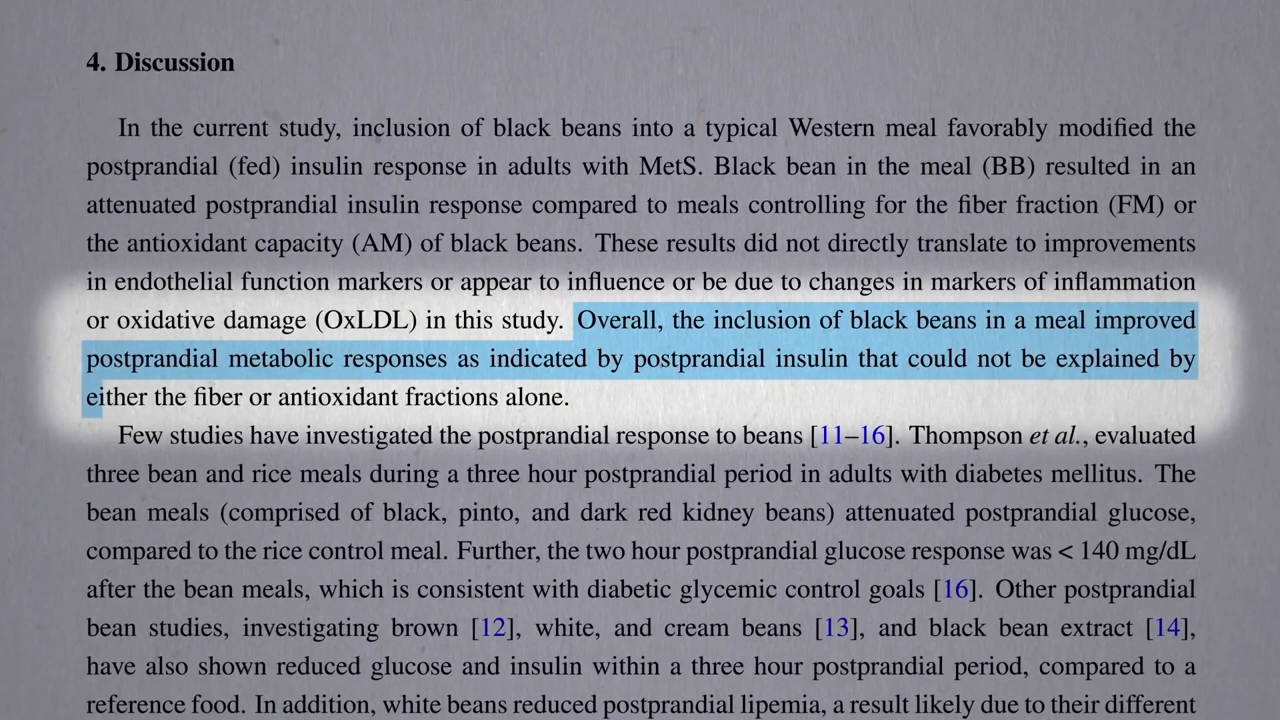 4. Discussion
In the current study, inclusion of black beans into a typical Western meal favorably modified the
postprandial (fed) insulin response in adults with MetS. Black bean in the meal (BB) resulted in an
attenuated postprandial insulin response compared to meals controlling for the fiber fraction (FM) or
the antioxidant capacity (AM) of black beans. These results did not directly translate to improvements
in endothelial function markers or appear to influence or be due to changes in markers of inflammation
or oxidative damage (OxLDL) in this study. Overall, the inclusion of black beans in a meal improved
postprandial metabolic responses as indicated by postprandial insulin that could not be explained by
either the fiber or antioxidant fractions alone.
Few studies have investigated the postprandial response to beans [11–16]. Thompson et al., evaluated
three bean and rice meals during a three hour postprandial period in adults with diabetes mellitus. The
bean meals (comprised of black, pinto, and dark red kidney beans) attenuated postprandial glucose,
compared to the rice control meal. Further, the two hour postprandial glucose response was < 140 mg/dL
after the bean meals, which is consistent with diabetic glycemic control goals [16]. Other postprandial
bean studies, investigating brown [12], white, and cream beans [13], and black bean extract [14],
have also shown reduced glucose and insulin within a three hour postprandial period, compared to a
reference food. In addition, white beans reduced postprandial lipemia, a result likely due to their different